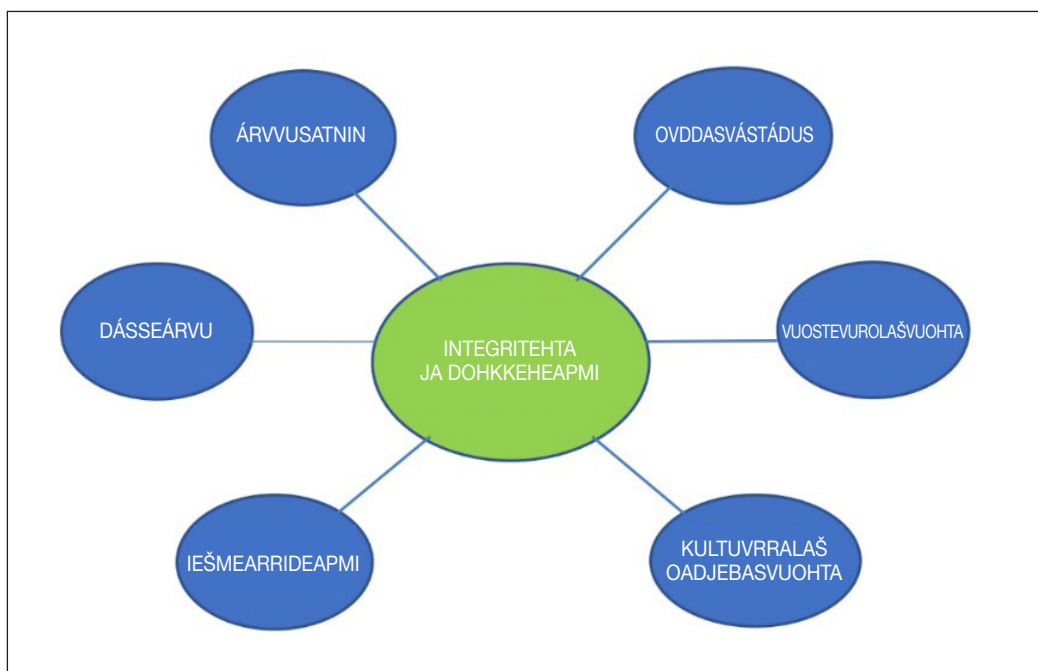 ÁRVVUSATNIN
OVDDASVÁSTÁDUS
DÁSSEÁRVU
INTEGRITEHTA
JA DOHKKEHEAPMI
VUOSTEVUROLAŠVUOHTA
IEŠMEARRIDEAPMI
KULTUVRRALAŠ
OADJEBASVUOHTA